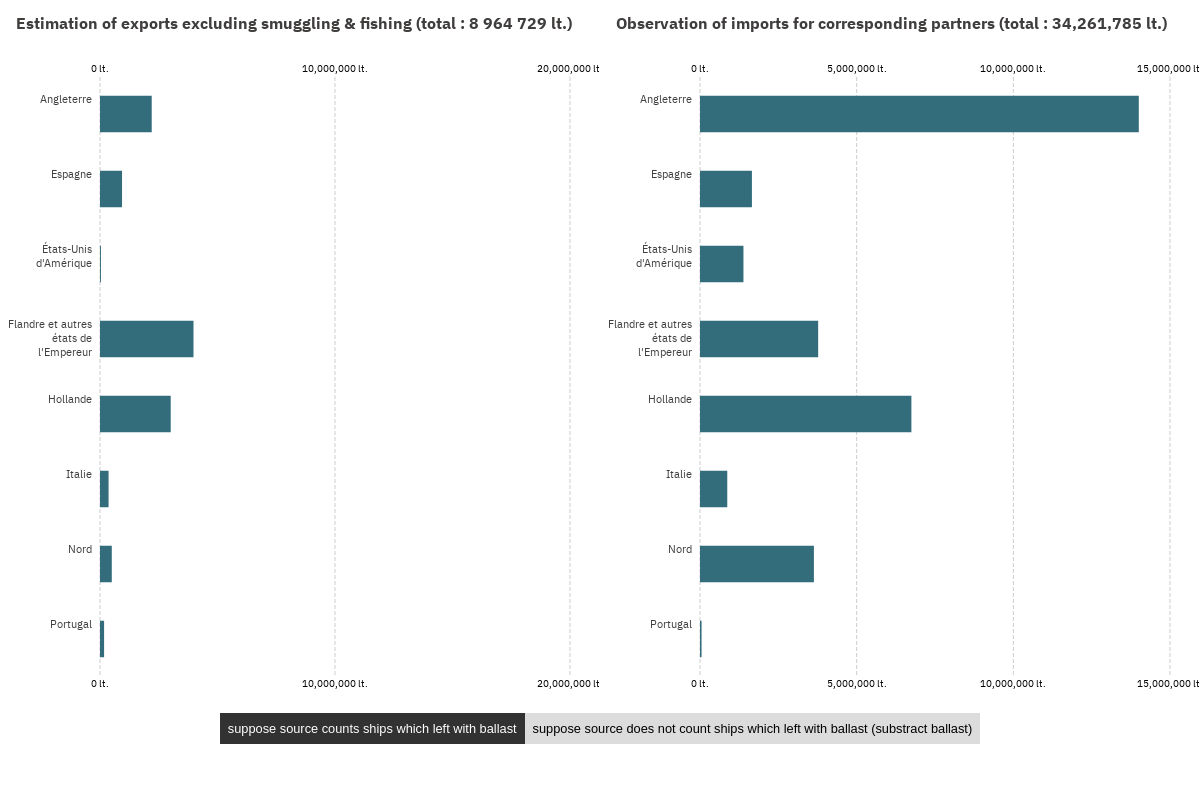 Estimation of exports excluding smuggling & fishing (total : 8 964 729 lt.)
0 lt.
10,000,000 lt.
20,000,000 lt
Angleterre
Espagne
États-Unis
d'Amérique
Flandre et autres
états de
l'Empereur
Hollande
Italie
Nord
Portugal
0 lt.
10,000,000 lt.
20,000,000 lt
Observation of imports for corresponding partners (total : 34,261,785 lt.)
0 lt.
5,000,000 lt.
10,000,000 lt.
15,000,000 lt
Angleterre
Espagne
États-Unis
d'Amérique
Flandre et autres
états de
l'Empereur
Hollande
Italie
Nord
Portugal
0 lt.
5,000,000 lt.
10,000,000 lt.
15,000,000 lt
suppose source counts ships which left with ballast
suppose source does not count ships which left with ballast (substract ballast)